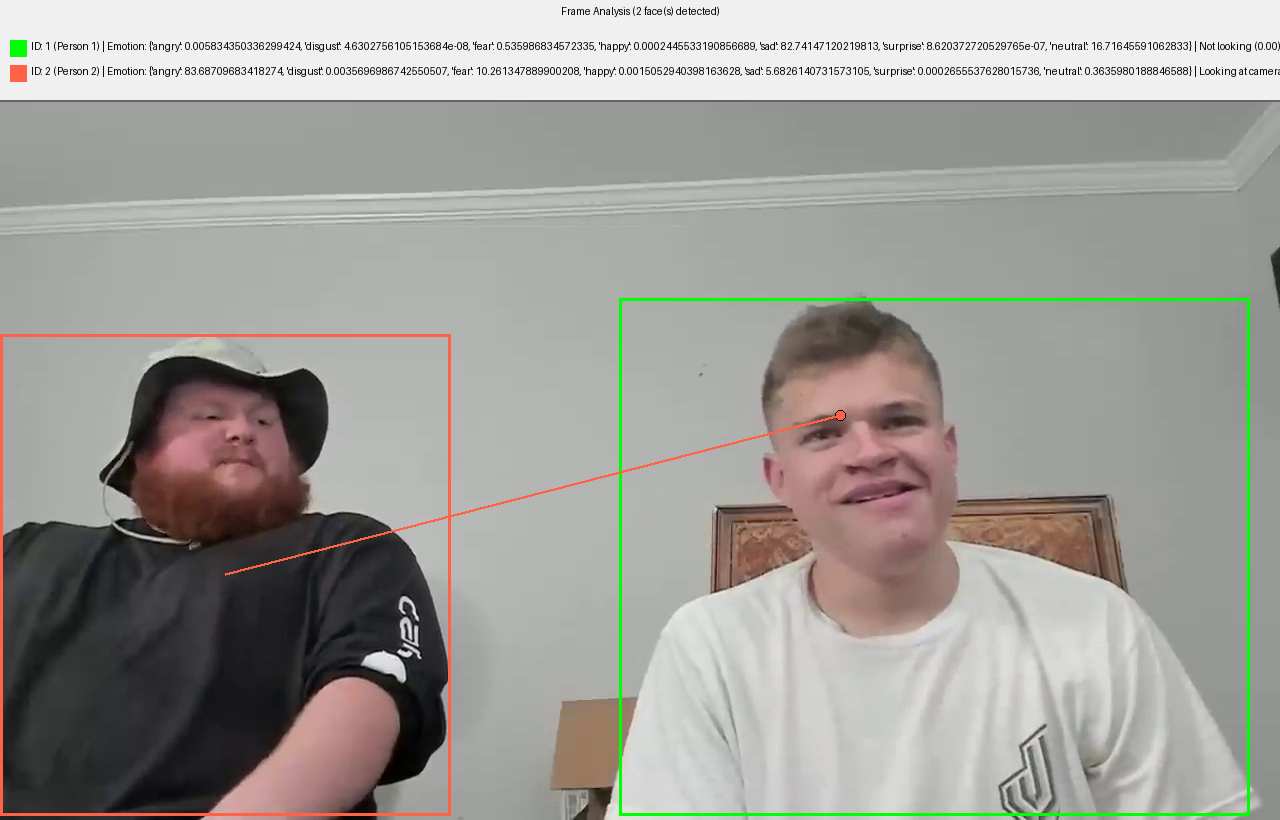 Frame Analysis (2 face(s) detected)
ID: 1 (Person 1) | Emotion: {'angry': 0.005834350336299424, 'disgust': 4.6302756105153684e-08, 'fear': 0.535986834572335, 'happy': 0.0002445533190856689, 'sad': 82.74147120219813, 'surprise': 8.620372720529765e-07, 'neutral': 16.71645591062833} | Not looking (0.00)
ID: 2 (Person 2) | Emotion: {'angry': 83.68709683418274, 'disgust': 0.0035696986742550507, 'fear': 10.261347889900208, 'happy': 0.0015052940398163628, 'sad': 5.6826140731573105, 'surprise': 0.0002655537628015736, 'neutral': 0.3635980188846588} | Looking at camera